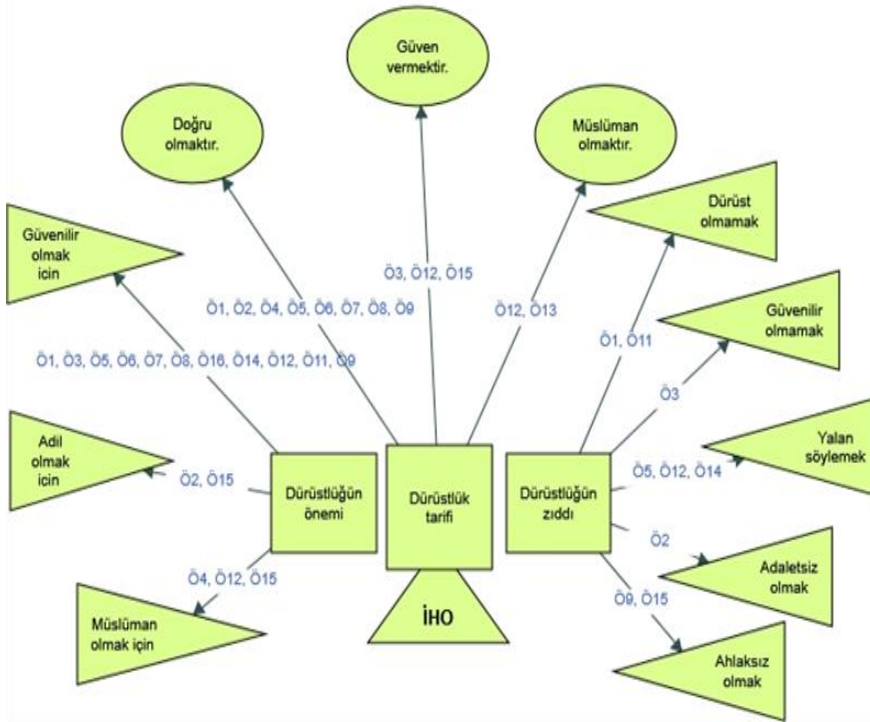 Güven
vermektir.
Doğru
olmaktır.
Müslüman
olmaktır.
Dürüst
olmamak
Güvenilir
olmak
icin
Güvenilir
olmamak
Ö3, Ö12, Ö15
Ö1, Ö2, Ö4, Ö5, Ö6, Ö7, Ö8, Ö9
Ö12, Ö13
Ö1, Ö11
Ö1, Ö3, Ö5, Ö6, Ö7, Ö8, Ö16, Ö14, Ö12, Ö11, Ö9
Ö3
Adil
olmak
icin
Yalan
söylemek
Ö2, Ö15
Ö5, Ö12, Ö14
Dürüstlüğün
önemi
Dürüstlük
tarifi
Dürüstlüğün
zıddı
Ö2
Adaletsiz
olmak
Ö4, Ö12, Ö15
Ö9, Ö15
Müslüman
olmak için
İHO
Ahlaksız
olmak